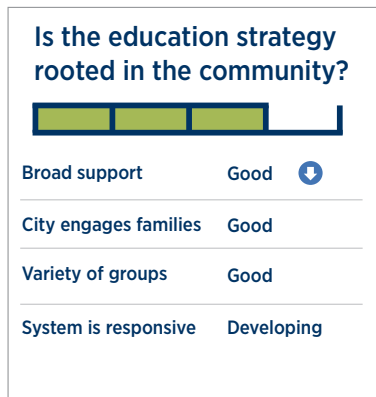 Is the education strategy
rooted in the community?
Broad support Good
City engages families Good
Variety of groups Good
System is responsive Developing